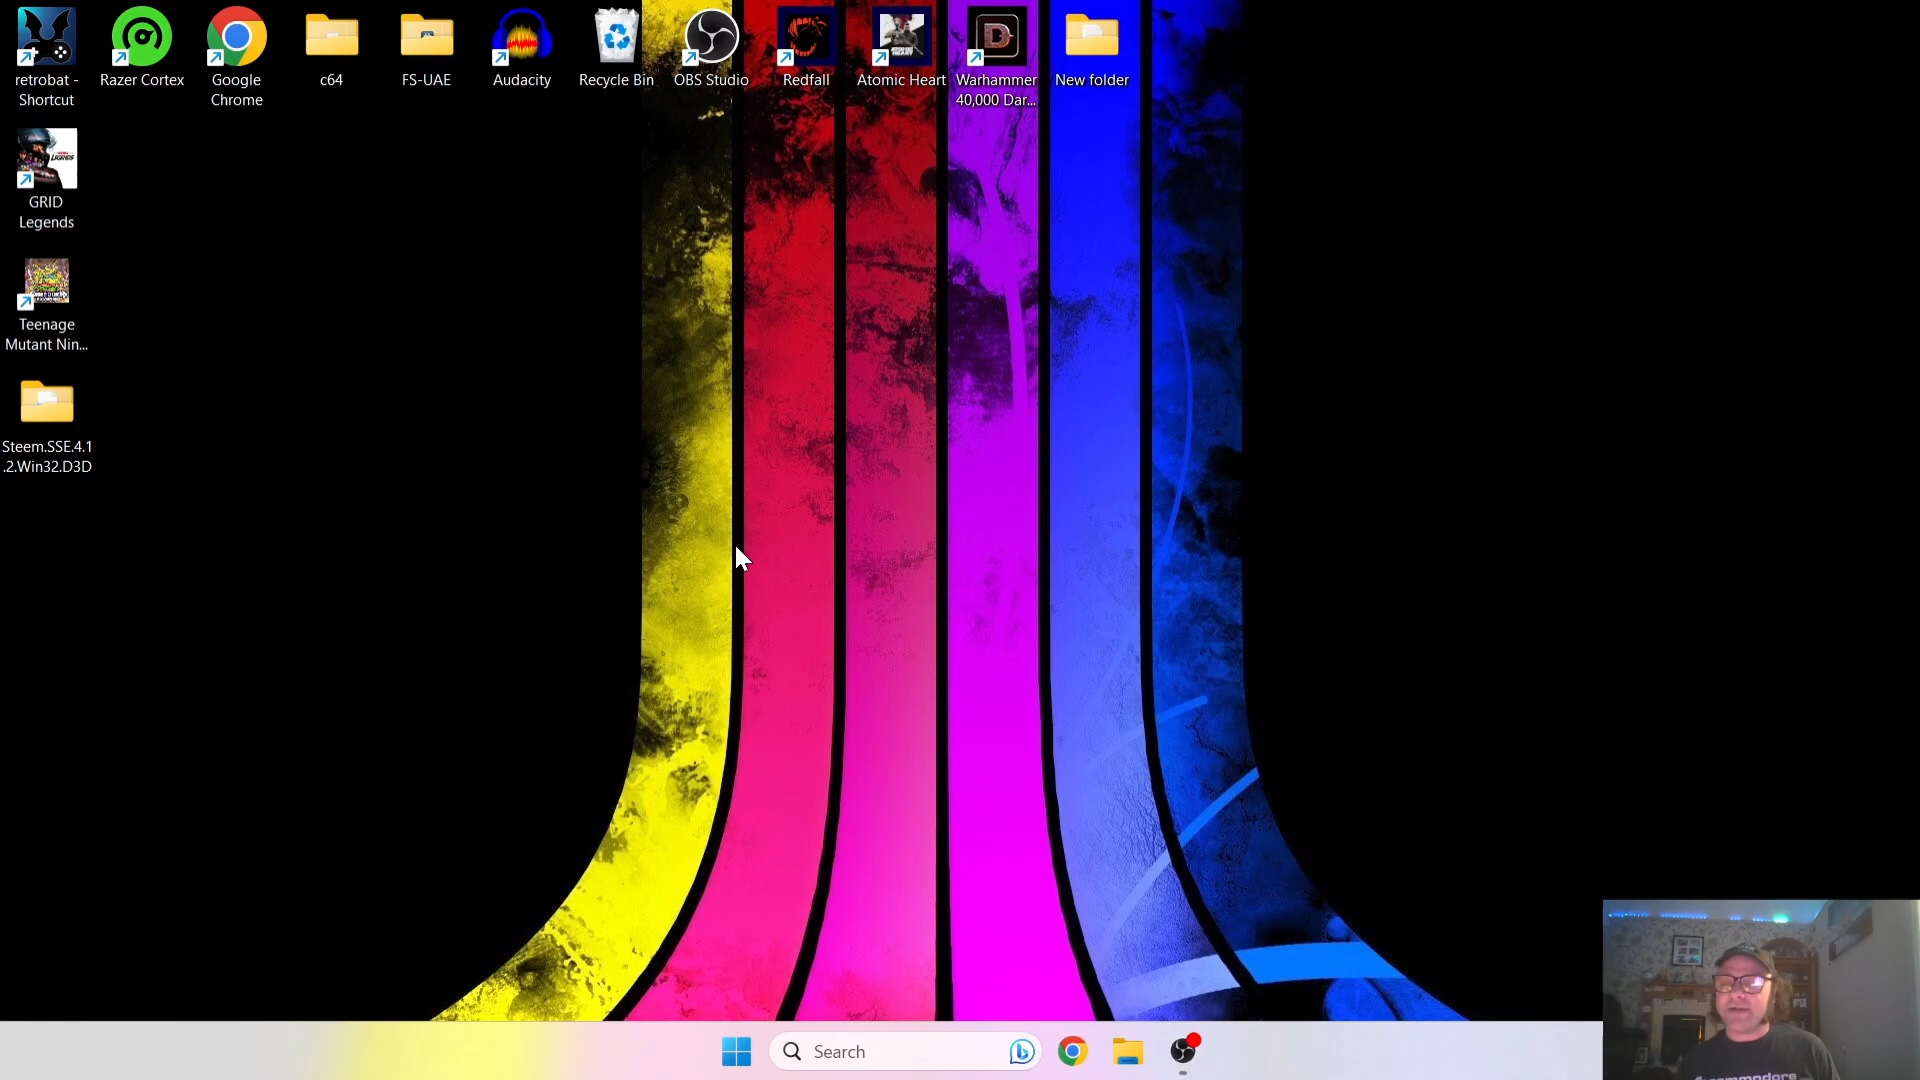 retrobat -
Shortcut
Razer Cortex
Google
Chrome
c64
FS-UAE
Audacity
Recycle Bin
OBS Studio
Redfall
Atomic Heart
Warhammer
40,000 Dar...
New folder
GRID
Legends
Teenage
Mutant Nin...
Steem.SSE.4.1
.2.Win32.D3D
Search